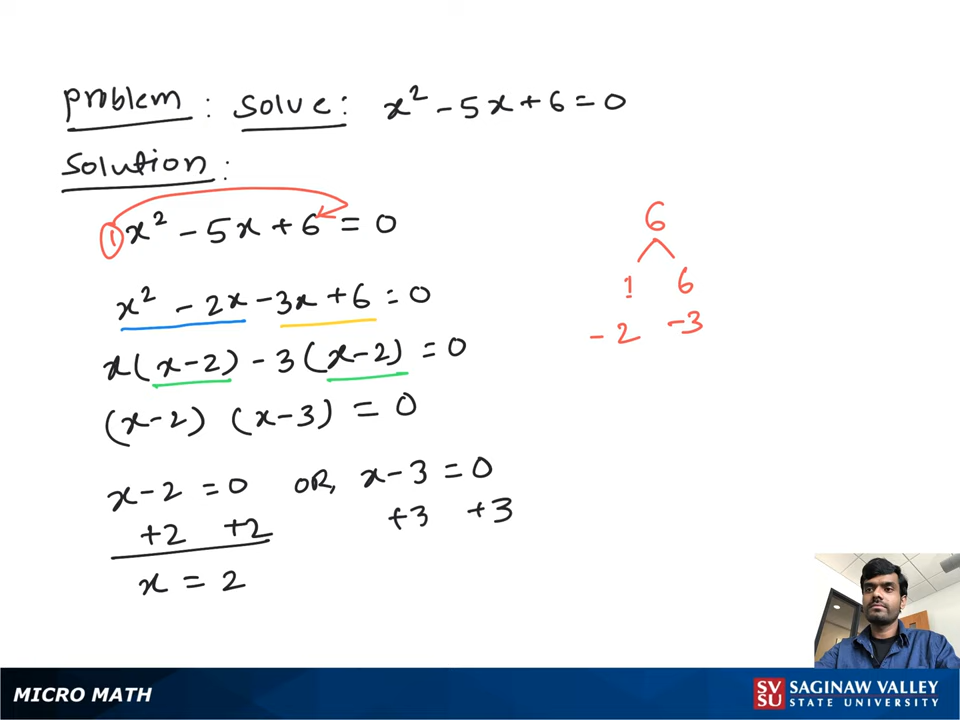 Problem : Solve: x² - 5x + 6 = 0
Solution :
1x² - 5x + 6 = 0
x² - 2x - 3x + 6 = 0
x(x-2) - 3(x-2) = 0
(x-2) (x-3) = 0
x-2 = 0 OR, x-3 = 0
+2 +2 +3 +3
x = 2
6
1 6
-2 -3
MICRO MATH
SV SU SAGINAW VALLEY
STATE UNIVERSITY